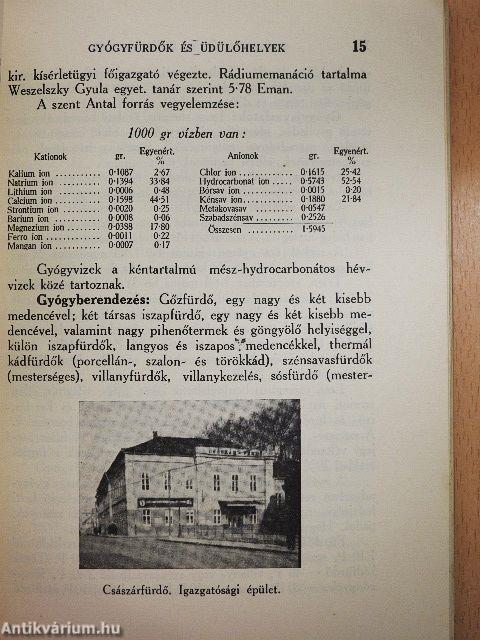 GYÓGYFÜRDŐK ÉS ÜDÜLŐHELYEK 15
kir. kísérletügyi főigazgató végezte. Rádiumemanáció tartalma
Weszelszky Gyula egyet. tanár szerint 5·78 Eman.
A szent Antal forrás vegyelemzése:
1000 gr vízben van:
Kationok gr. Egyenért. %
Kalium ion 0·1087 2·67
Natrium ion 0·1394 33·84
Lithium ion 0·0006 0·48
Calcium ion 0·1598 44·51
Strontium ion 0·0020 0·25
Barium ion 0·0008 0·06
Magnezium ion 0·0388 17·80
Ferro ion 0·0011 0·22
Mangan ion 0·0007 0·17
Anionok gr. Egyenért. %
Chlor ion 0·1615 25·42
Hydrocarbonat ion 0·5743 52·54
Bórsav ion 0·0015 0·20
Kénsav ion 0·1880 21·84
Metakovasav 0·0547
Szabadszénsav 0·2526
Összesen 1·5945
Gyógyvizek a kéntartalmú mész-hydrocarbonátos hév-
vizek közé tartoznak.
Gyógyberendezés: Gőzfürdő, egy nagy és két kisebb
medencével; két társas iszapfürdő, egy nagy és két kisebb me-
dencével, valamint nagy pihenőtermek és göngyölő helyiséggel,
külön iszapfürdők, langyos és iszapos medencékkel, thermál
kádfürdők (porcellán-, szalon- és törökkád), szénsavasfürdők
(mesterséges), villanyfürdők, villanykezelés, sósfürdő (mester-
Császárfürdő. Igazgatósági épület.
Antikvárium.hu